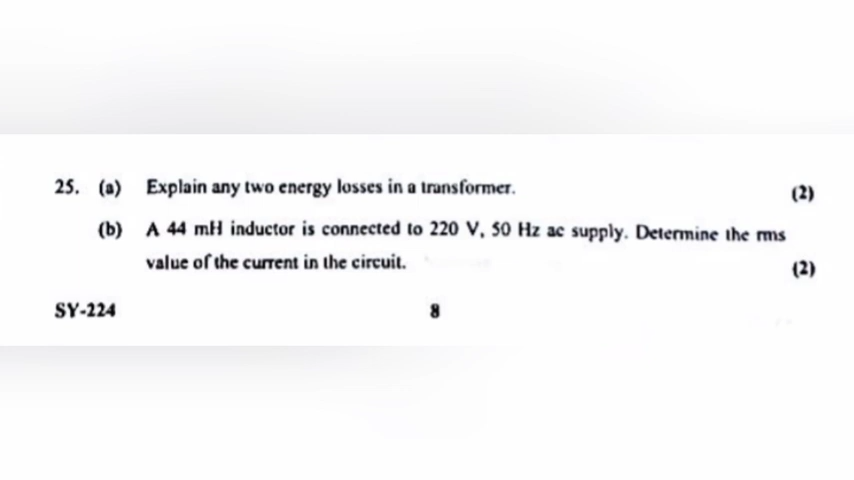 25. (a) Explain any two energy losses in a transformer. (2)
(b) A 44 mH inductor is connected to 220 V, 50 Hz ac supply. Determine the rms
value of the current in the circuit. (2)
SY-224 8